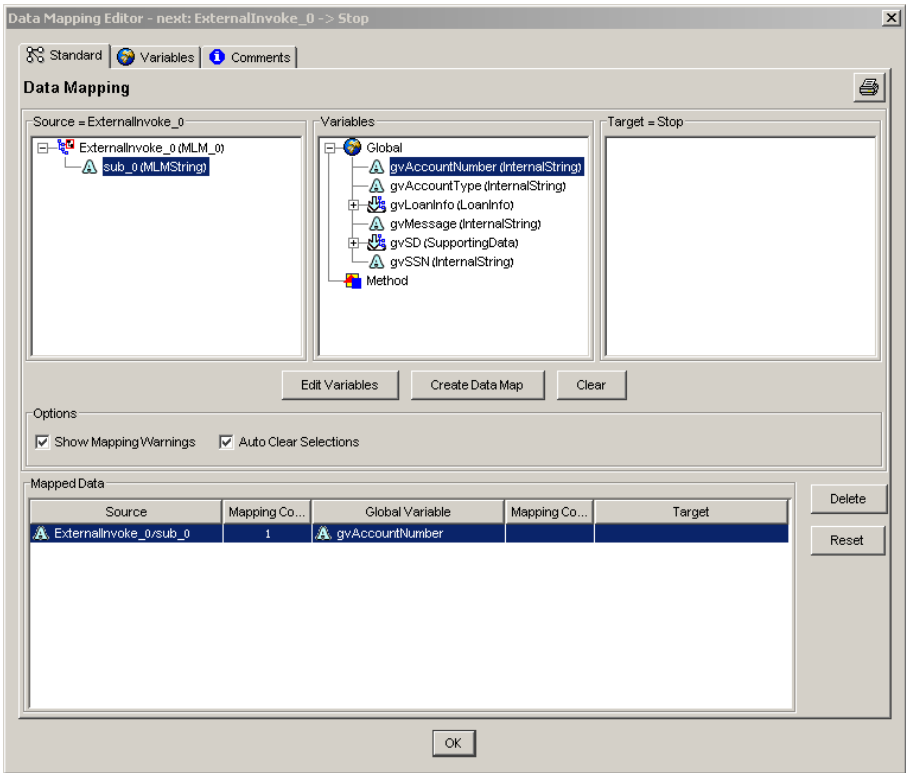 Data Mapping Editor - next: ExternalInvoke_0 -> Stop
Standard Variables Comments
Data Mapping
Source = ExternalInvoke_0
ExternalInvoke_0 (MLM_0)
sub_0 (MLMString)
Variables
Global
gvAccountNumber (InternalString)
gvAccountType (InternalString)
gvLoanInfo (LoanInfo)
gvMessage (InternalString)
gvSD (SupportingData)
gvSSN (InternalString)
Method
Target = Stop
Edit Variables Create Data Map Clear
Options
Show Mapping Warnings Auto Clear Selections
Mapped Data
Source Mapping Co... Global Variable Mapping Co... Target
ExternalInvoke_0/sub_0 1 gvAccountNumber
Delete
Reset
OK